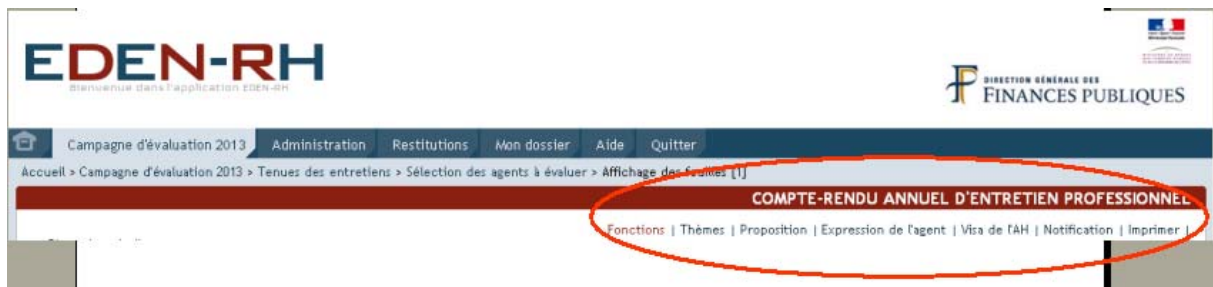 EDEN-RH
Bienvenue dans l'application EDEN-RH
DIRECTION GÉNÉRALE DES
FINANCES PUBLIQUES
Campagne d'évaluation 2013 Administration Restitutions Mon dossier Aide Quitter
Accueil > Campagne d'évaluation 2013 > Tenues des entretiens > Sélection des agents à évaluer > Affichage des feuilles [1]
COMPTE-RENDU ANNUEL D'ENTRETIEN PROFESSIONNEL
Fonctions | Thèmes | Proposition | Expression de l'agent | Visa de l'AH | Notification | Imprimer |